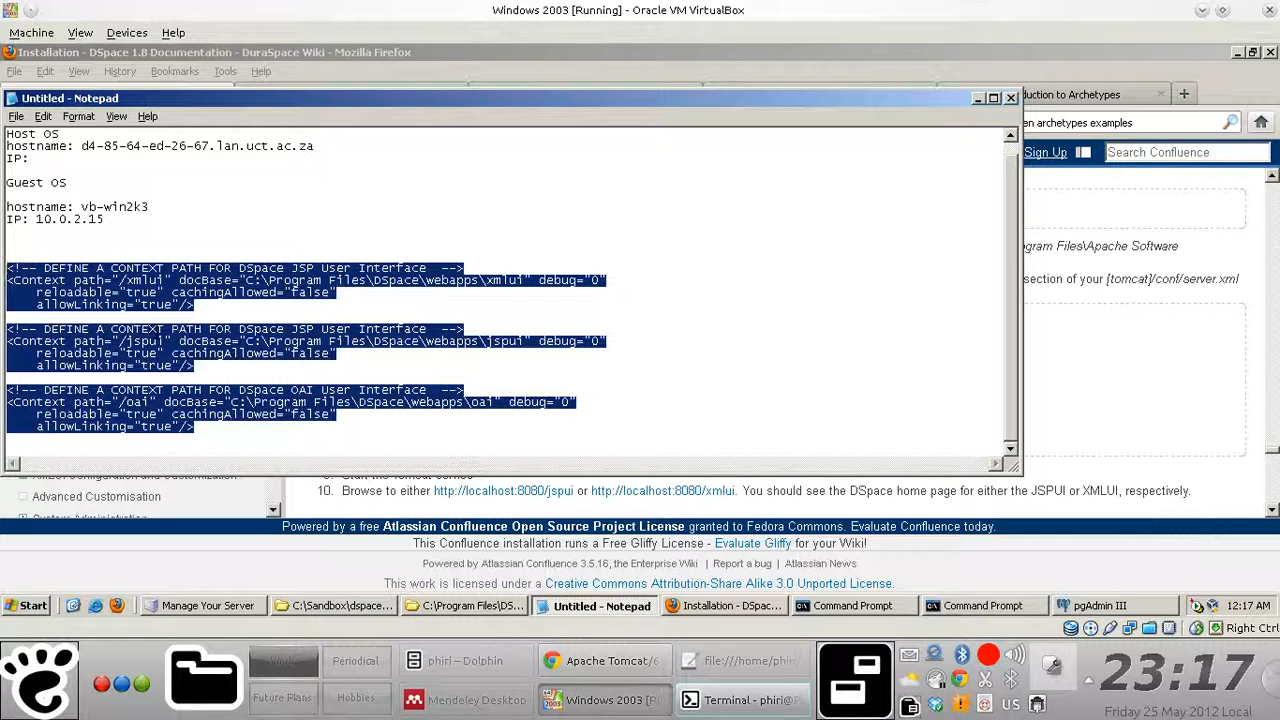 Windows 2003 [Running] - Oracle VM VirtualBox
Machine View Devices Help
Installation - DSpace 1.8 Documentation - DuraSpace Wiki - Mozilla Firefox
File Edit View History Bookmarks Tools Help
Untitled - Notepad
duction to Archetypes
File Edit Format View Help
en archetypes examples
Host OS
hostname: d4-85-64-ed-26-67.lan.uct.ac.za
Sign Up Search Confluence
IP:
Guest OS
hostname: vb-win2k3
IP: 10.0.2.15
gram Files\Apache Software
<!-- DEFINE A CONTEXT PATH FOR DSpace JSP User Interface -->
<Context path="/xmlui" docBase="C:\Program Files\DSpace\webapps\xmlui" debug="0"
section of your [tomcat]/conf/server.xml
reloadable="true" cachingAllowed="false"
allowLinking="true"/>
<!-- DEFINE A CONTEXT PATH FOR DSpace JSP User Interface -->
<Context path="/jspui" docBase="C:\Program Files\DSpace\webapps\jspui" debug="0"
reloadable="true" cachingAllowed="false"
allowLinking="true"/>
<!-- DEFINE A CONTEXT PATH FOR DSpace OAI User Interface -->
<Context path="/oai" docBase="C:\Program Files\DSpace\webapps\oai" debug="0"
reloadable="true" cachingAllowed="false"
allowLinking="true"/>
Advanced Customisation
10. Browse to either http://localhost:8080/jspui or http://localhost:8080/xmlui. You should see the DSpace home page for either the JSPUI or XMLUI, respectively.
Powered by a free Atlassian Confluence Open Source Project License granted to Fedora Commons. Evaluate Confluence today.
This Confluence installation runs a Free Gliffy License - Evaluate Gliffy for your Wiki!
Powered by Atlassian Confluence 3.5.16, the Enterprise Wiki | Report a bug | Atlassian News
This work is licensed under a Creative Commons Attribution-Share Alike 3.0 Unported License.
Start Manage Your Server C:\Sandbox\dspace... C:\Program Files\DS... Untitled - Notepad Installation - DSpac... Command Prompt Command Prompt pgAdmin III 12:17 AM
Right Ctrl
Work Periodical phiri – Dolphin Apache Tomcat/6 file:///home/phiri
23:17
Future Plans Hobbies Mendeley Desktop Windows 2003 [R Terminal - phiri@ US
Friday 25 May 2012 Local